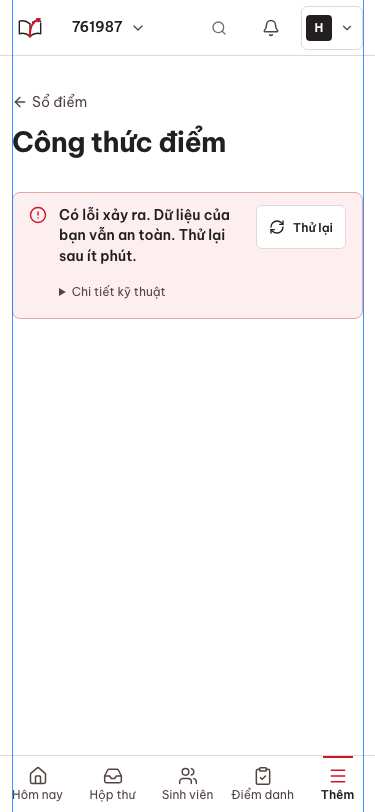 761987
H
Sổ điểm
Công thức điểm
Có lỗi xảy ra. Dữ liệu của
bạn vẫn an toàn. Thử lại
sau ít phút.
Thử lại
Chi tiết kỹ thuật
Hôm nay
Hộp thư
Sinh viên
Điểm danh
Thêm